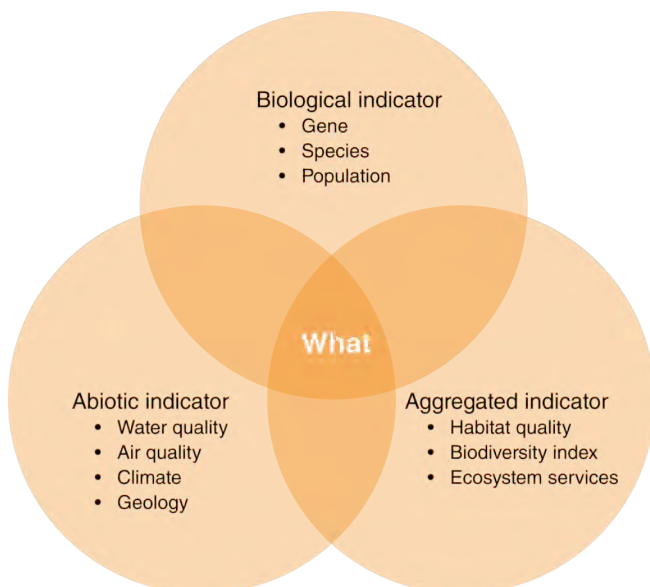 Biological indicator
• Gene
• Species
• Population
What
Abiotic indicator
• Water quality
• Air quality
• Climate
• Geology
Aggregated indicator
• Habitat quality
• Biodiversity index
• Ecosystem services